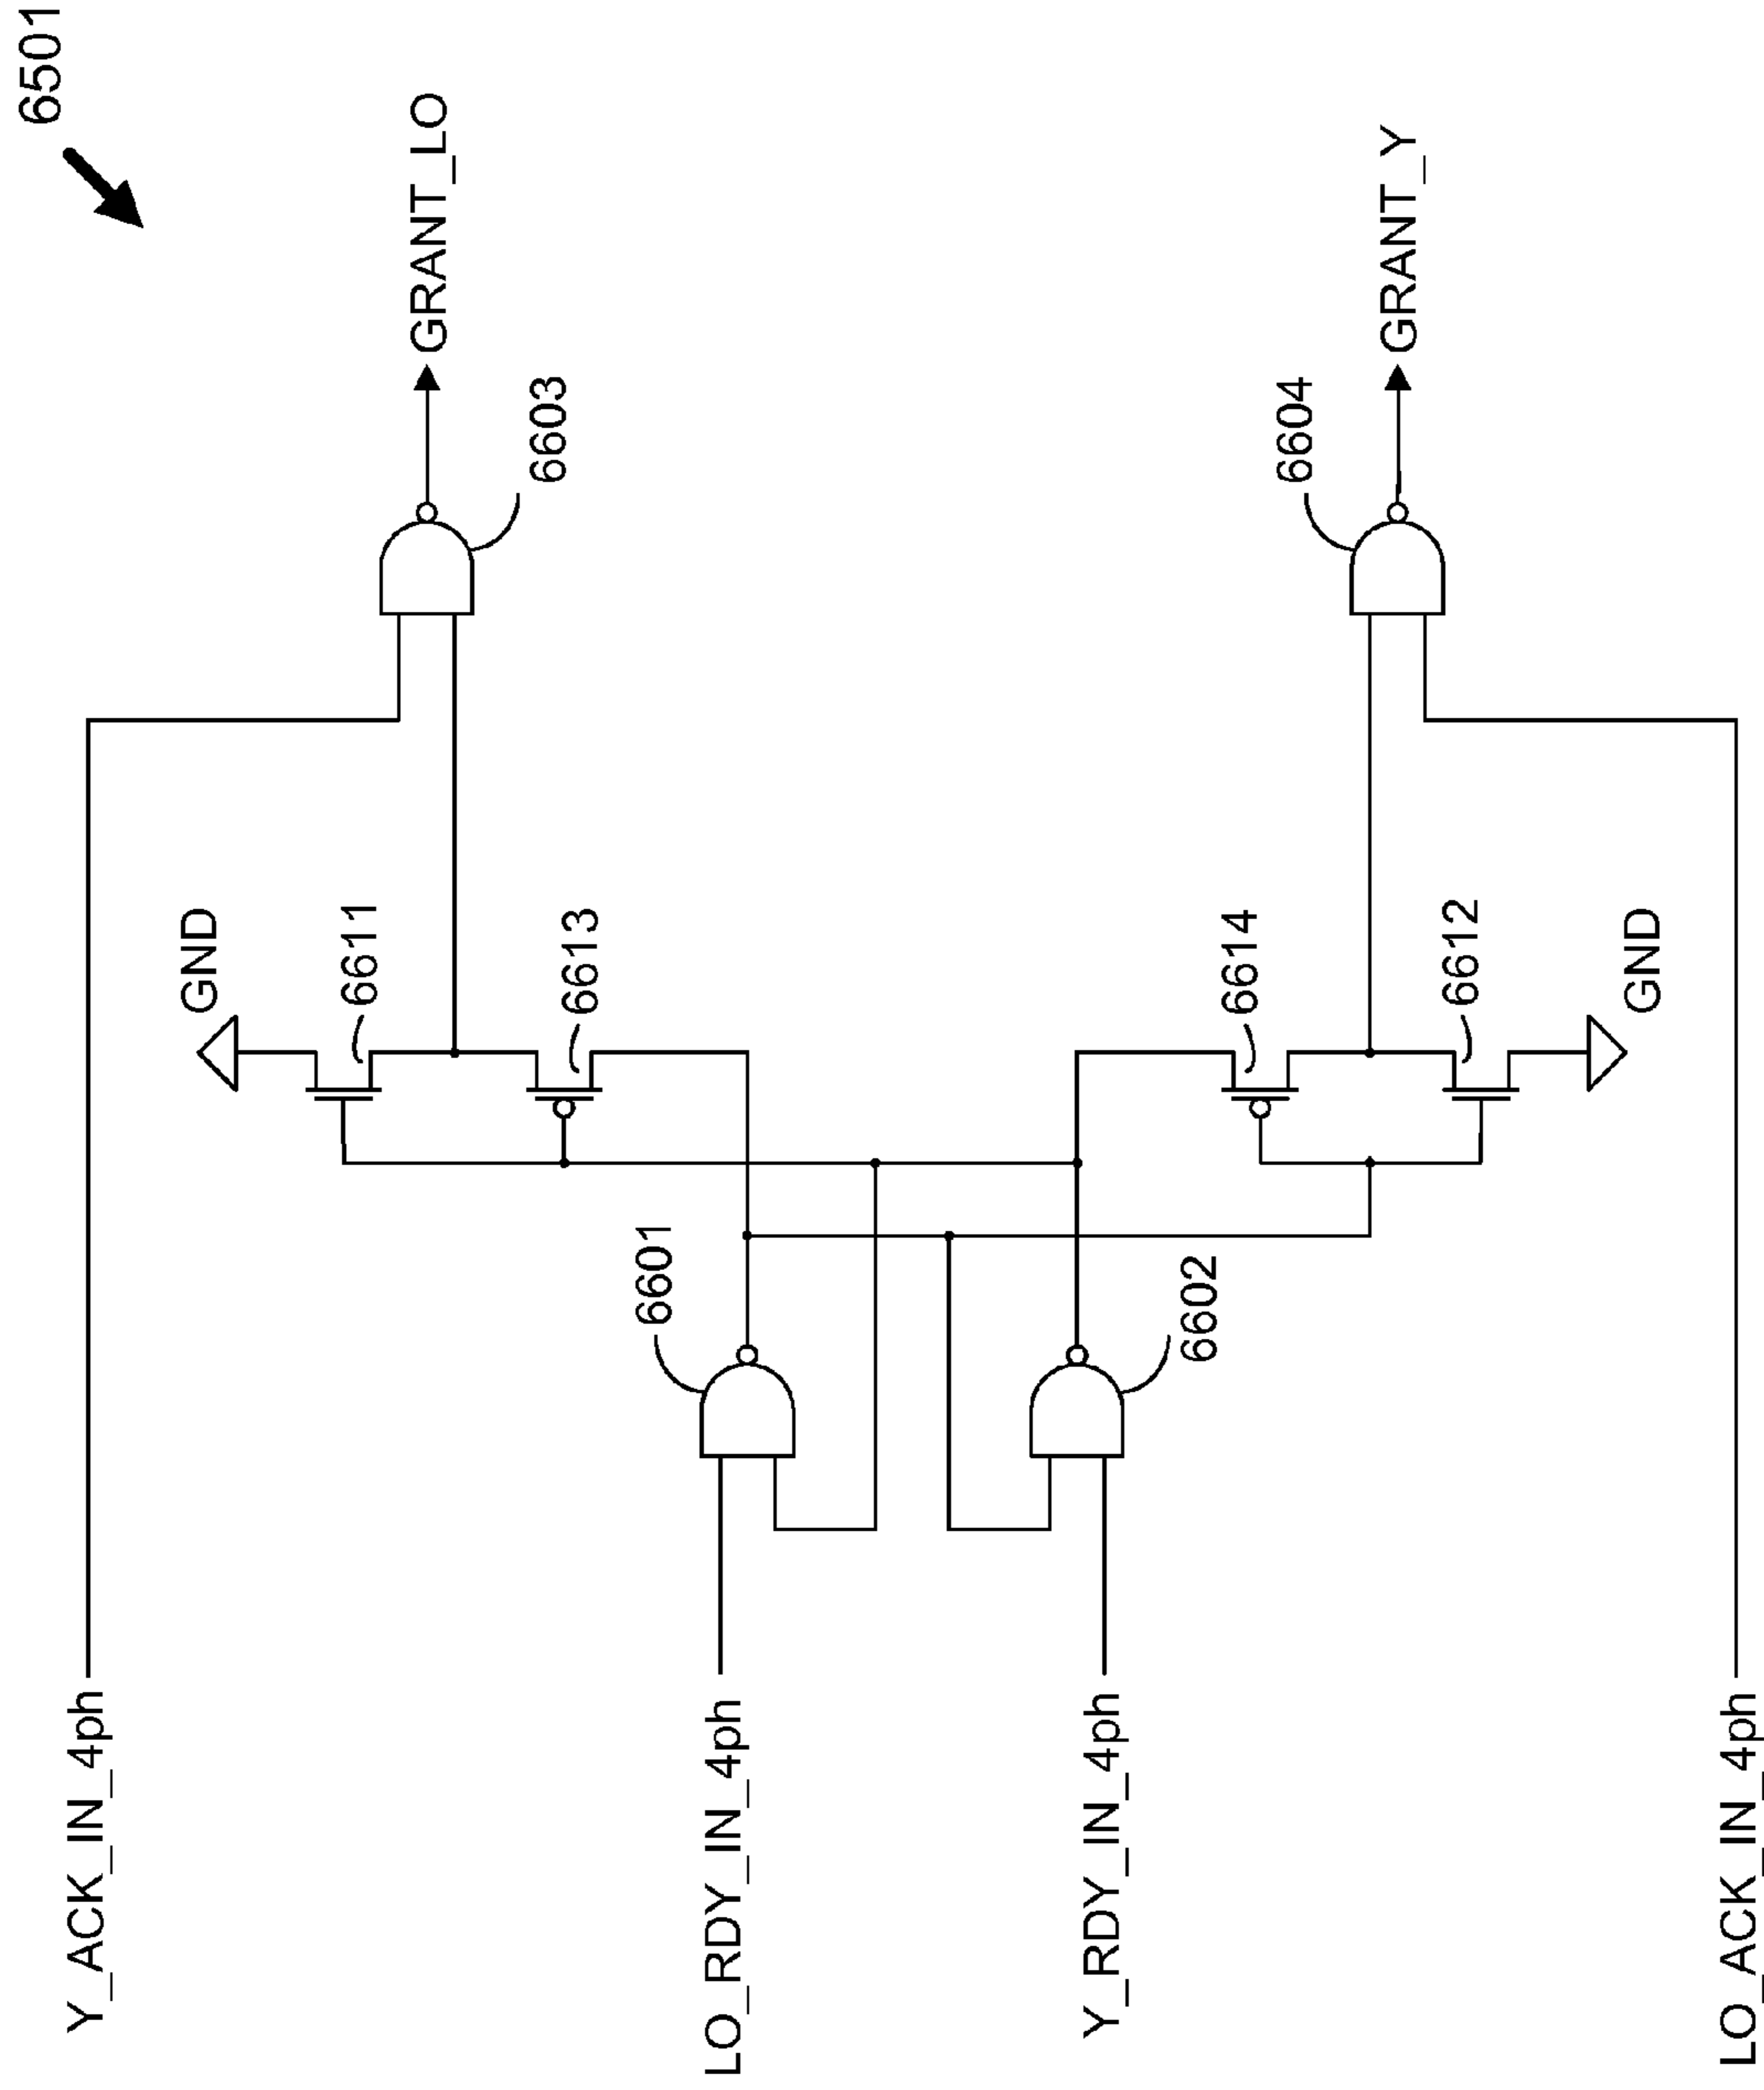 6501
Y_ACK_IN_4ph
GND
6611
GRANT_LO
6603
6613
LO_RDY_IN_4ph
6601
Y_RDY_IN_4ph
6602
6614
6604
GRANT_Y
6612
GND
LO_ACK_IN_4ph